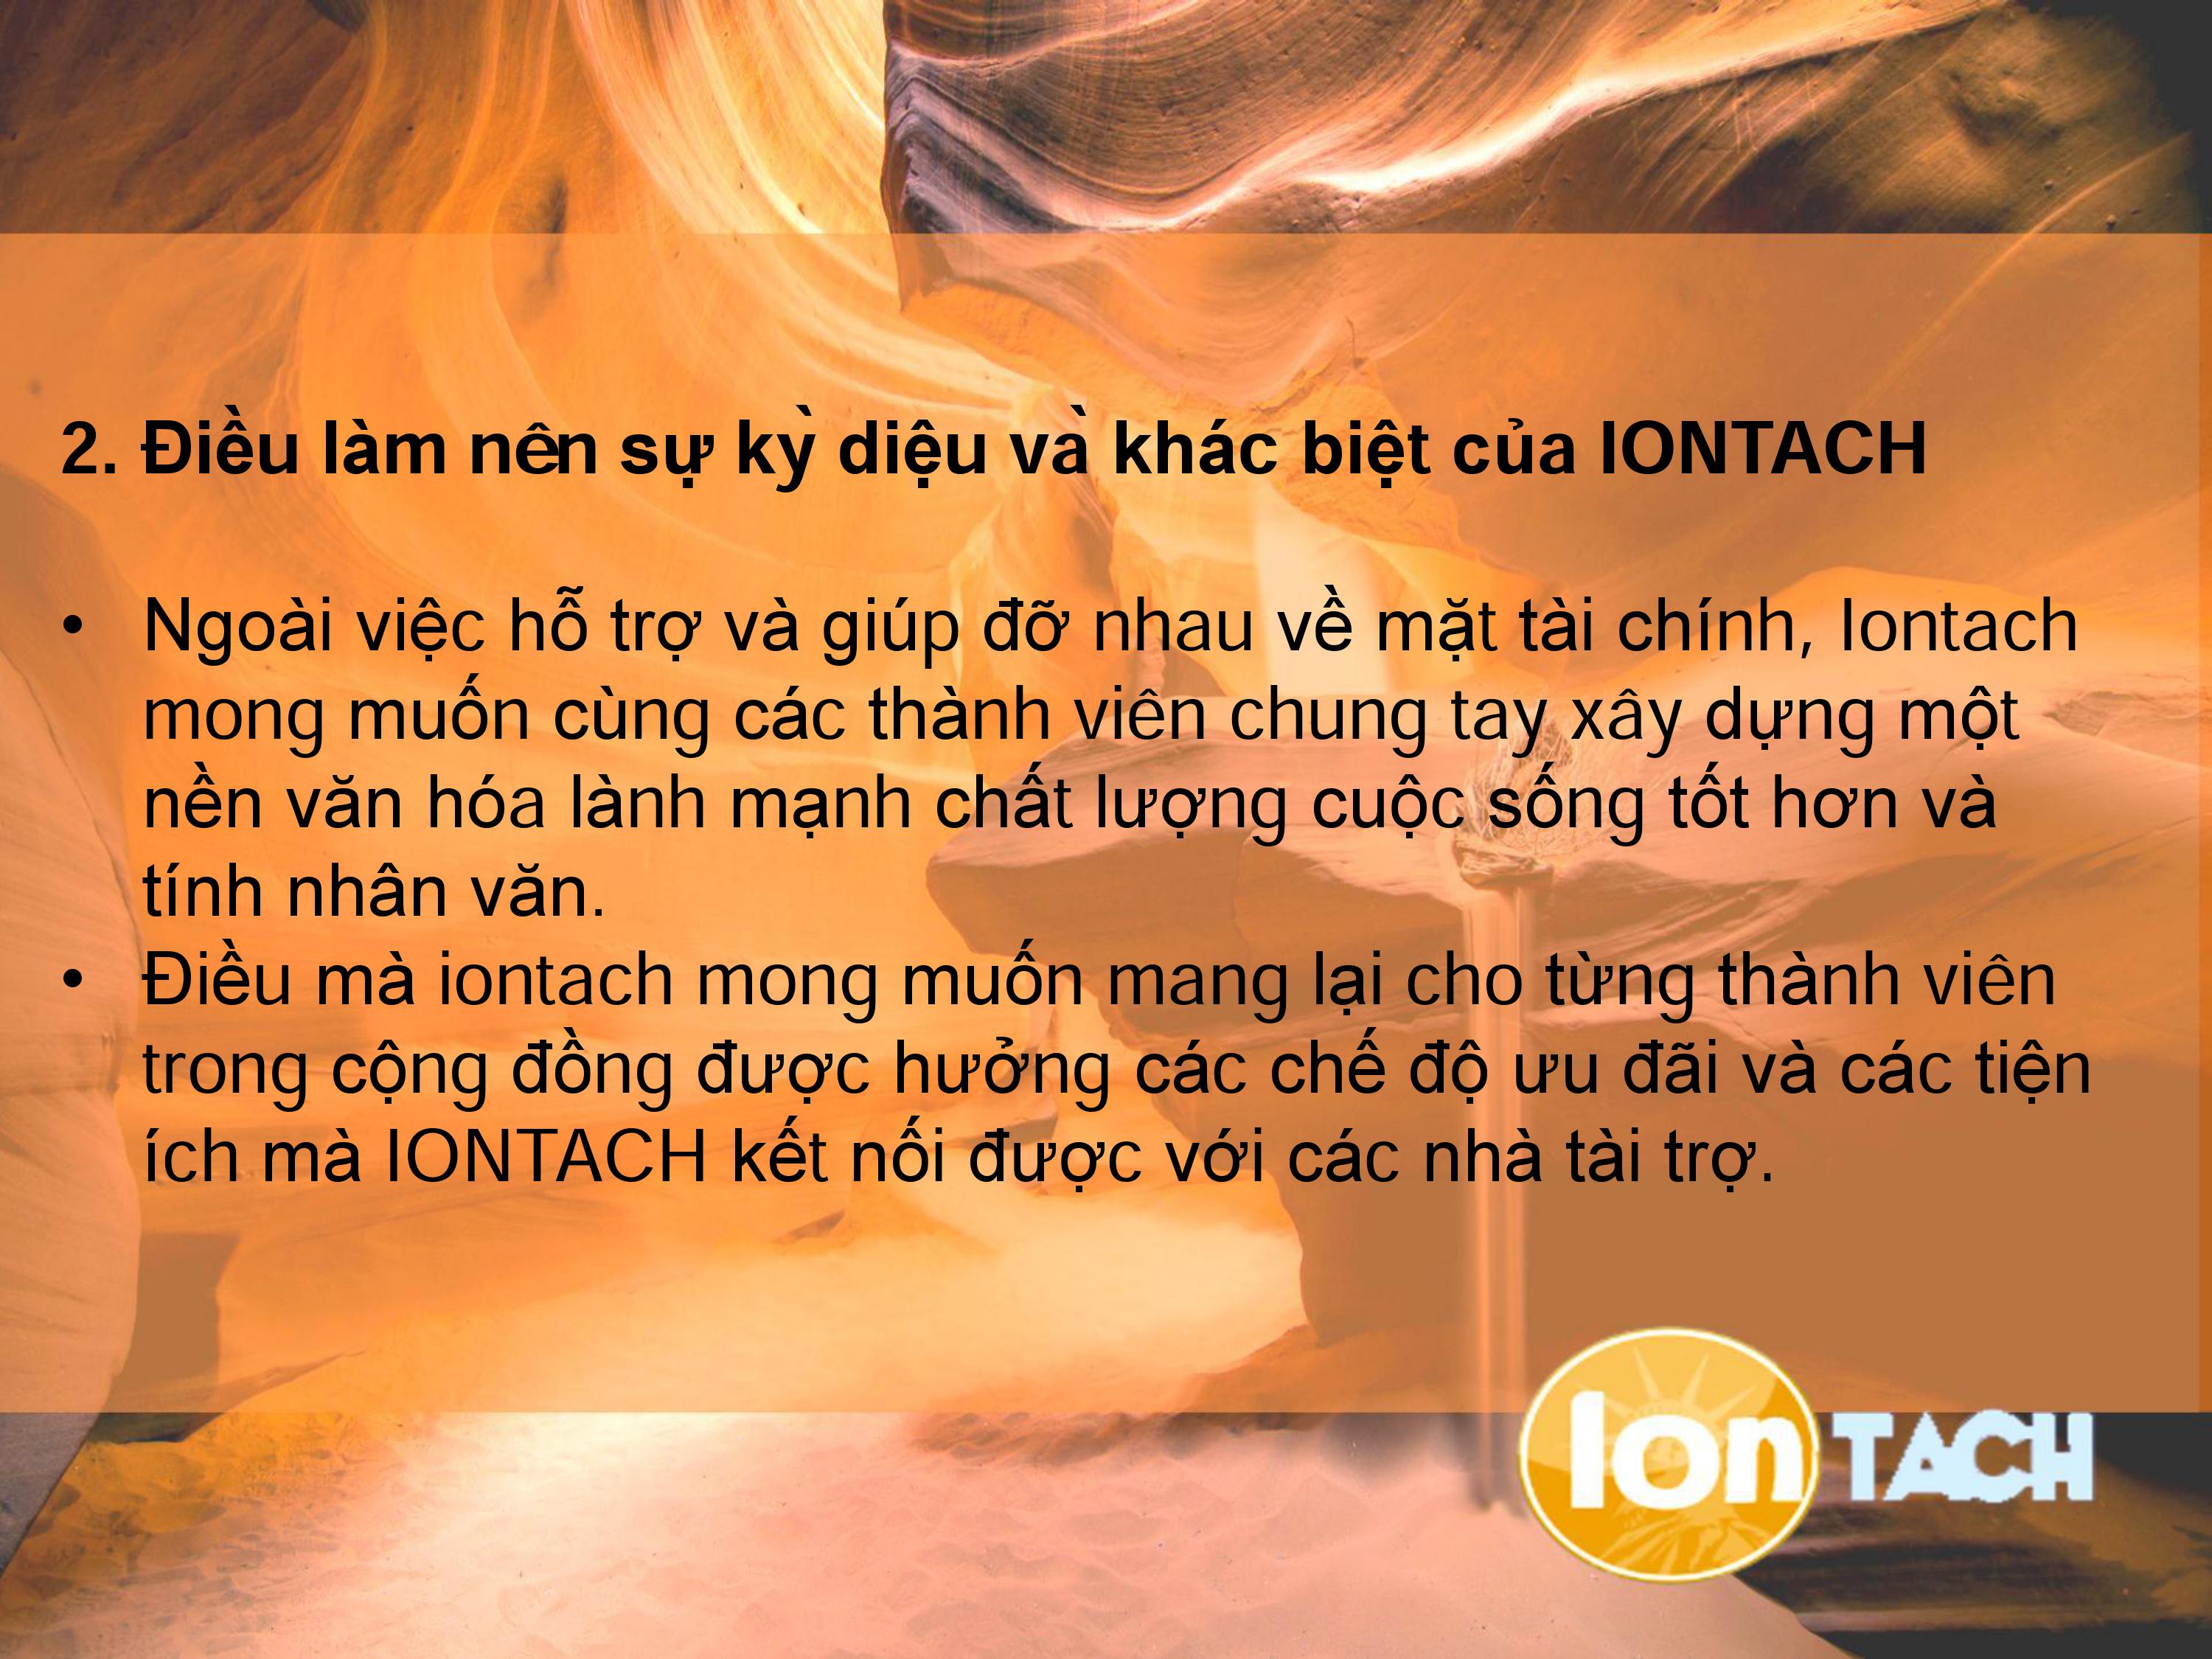 2. Điều làm nên sự kỳ diệu và khác biệt của IONTACH
• Ngoài việc hỗ trợ và giúp đỡ nhau về mặt tài chính, Iontach
mong muốn cùng các thành viên chung tay xây dựng một
nền văn hóa lành mạnh chất lượng cuộc sống tốt hơn và
tính nhân văn.
• Điều mà iontach mong muốn mang lại cho từng thành viên
trong cộng đồng được hưởng các chế độ ưu đãi và các tiện
ích mà IONTACH kết nối được với các nhà tài trợ.
Ion TACH